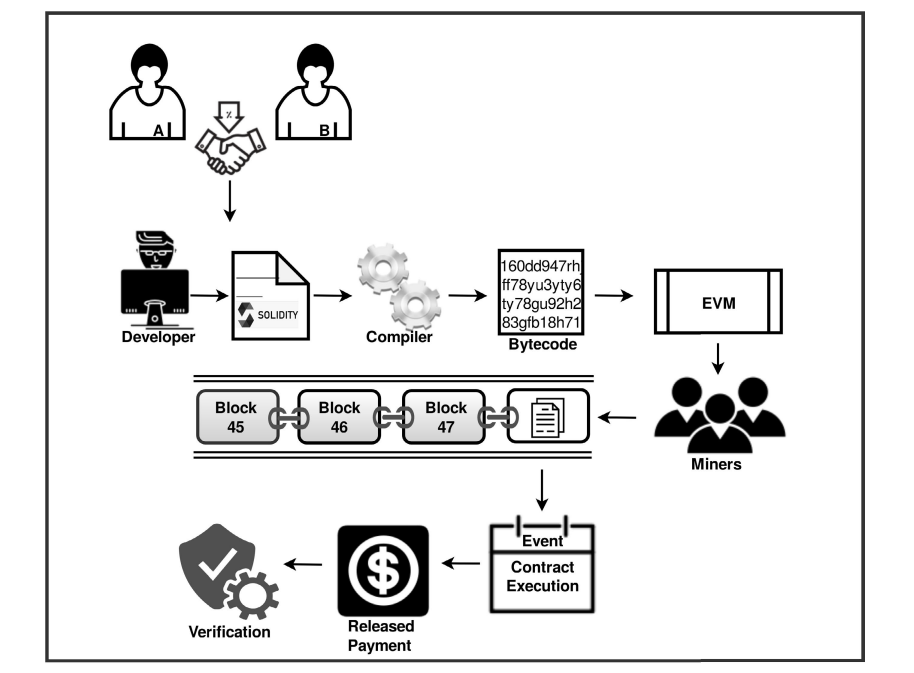 A
B
%
Developer
SOLIDITY
Compiler
160dd947rh
ff78yu3yty6
ty78gu92h2
83gfb18h71
Bytecode
EVM
Block
45
Block
46
Block
47
Miners
Event
Contract
Execution
$
Released
Payment
Verification